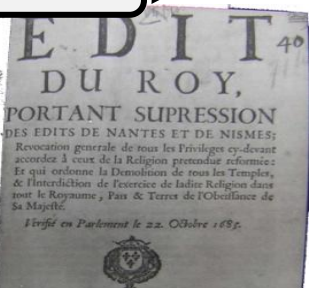 EDIT
40
DU ROY,
PORTANT SUPRESSION
DES EDITS DE NANTES ET DE NISMES;
Revocation generale de tous les Privileges cy-devant
accordez à ceux de la Religion pretenduë reformée:
Et qui ordonne la Demolition de tous les Temples,
& l'Interdiction de l'exercice de ladite Religion dans
tout le Royaume, Païs & Terres de l'Obeïssance de
Sa Majesté.
Verifié en Parlement le 22. Octobre 1685.